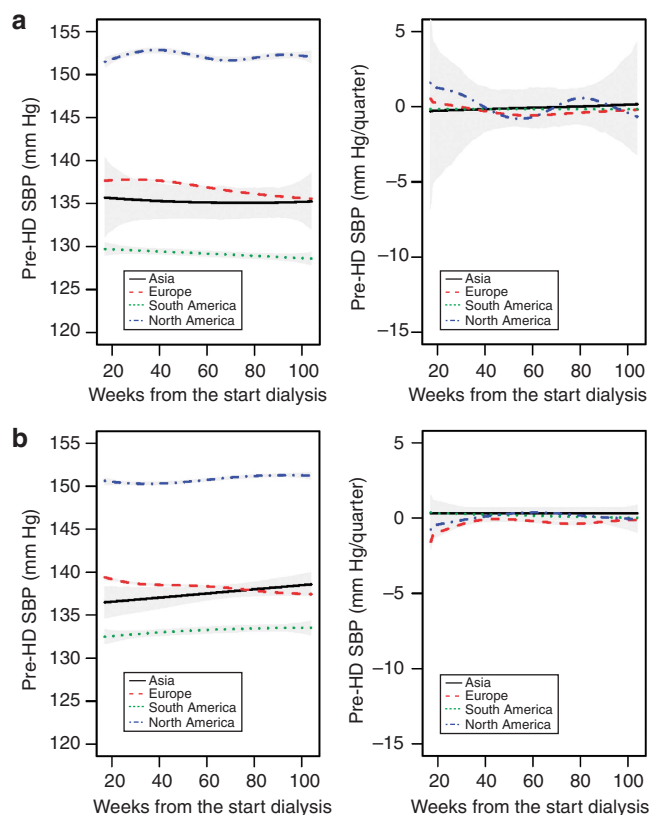 a
155
150
145
139
135
130
125
120
Pre-HD SBP (mm Hg)
Asia
Europe
South America
North America
20 40 60 80 100
Weeks from the start dialysis
5
0
−5
−10
−15
Pre-HD SBP (mm Hg/quarter)
Asia
Europe
South America
North America
20 40 60 80 100
Weeks from the start dialysis
b
155
150
145
139
133
130
125
120
Pre-HD SBP (mm Hg)
Asia
Europe
South America
North America
20 40 60 80 100
Weeks from the start dialysis
5
0
−5
−10
−15
Pre-HD SBP (mm Hg/quarter)
Asia
Europe
South America
North America
20 40 60 80 100
Weeks from the start dialysis